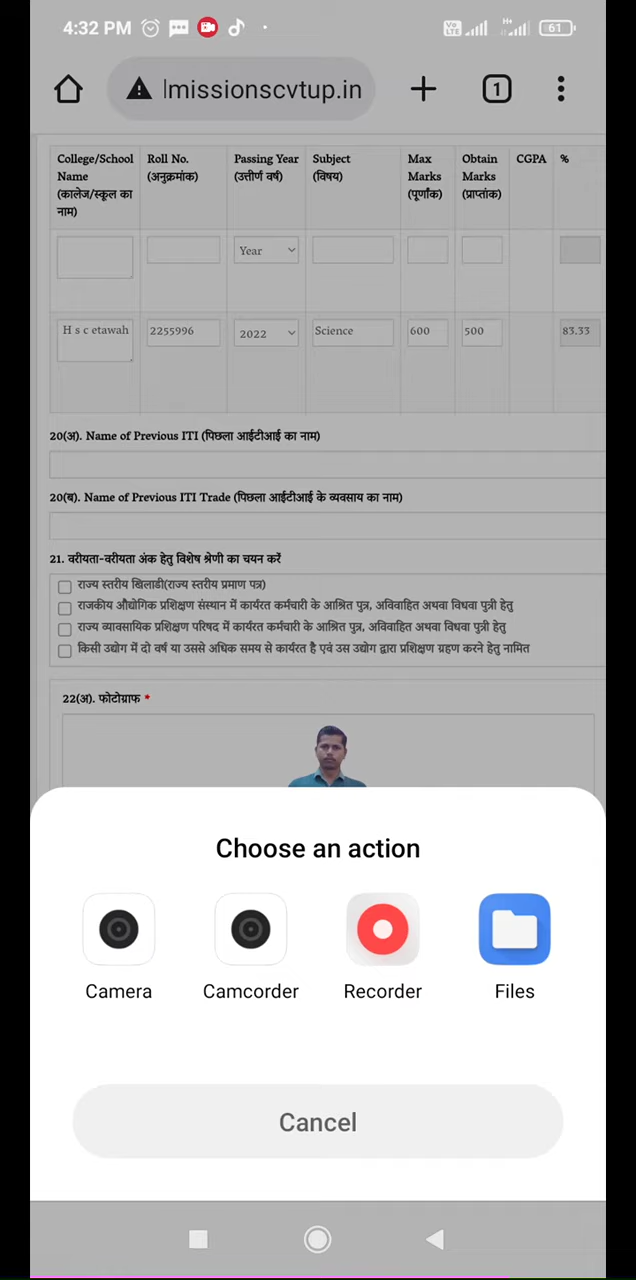 4:32 PM
Vo LTE H+ 61
lmissionscvtup.in
1
College/School Name (कालेज/स्कूल का नाम) Roll No. (अनुक्रमांक) Passing Year (उत्तीर्ण वर्ष) Subject (विषय) Max Marks (पूर्णांक) Obtain Marks (प्राप्तांक) CGPA %
Year
H s c etawah 2255996 2022 Science 600 500 83.33
20(अ). Name of Previous ITI (पिछला आईटीआई का नाम)
20(ब). Name of Previous ITI Trade (पिछला आईटीआई के व्यवसाय का नाम)
21. वरीयता-वरीयता अंक हेतु विशेष श्रेणी का चयन करें
राज्य स्तरीय खिलाडी(राज्य स्तरीय प्रमाण पत्र)
राजकीय औद्योगिक प्रशिक्षण संस्थान में कार्यरत कर्मचारी के आश्रित पुत्र, अविवाहित अथवा विधवा पुत्री हेतु
राज्य व्यावसायिक प्रशिक्षण परिषद में कार्यरत कर्मचारी के आश्रित पुत्र, अविवाहित अथवा विधवा पुत्री हेतु
किसी उद्योग में दो वर्ष या उससे अधिक समय से कार्यरत है एवं उस उद्योग द्वारा प्रशिक्षण ग्रहण करने हेतु नामित
22(अ). फोटोग्राफ *
Choose an action
Camera Camcorder Recorder Files
Cancel